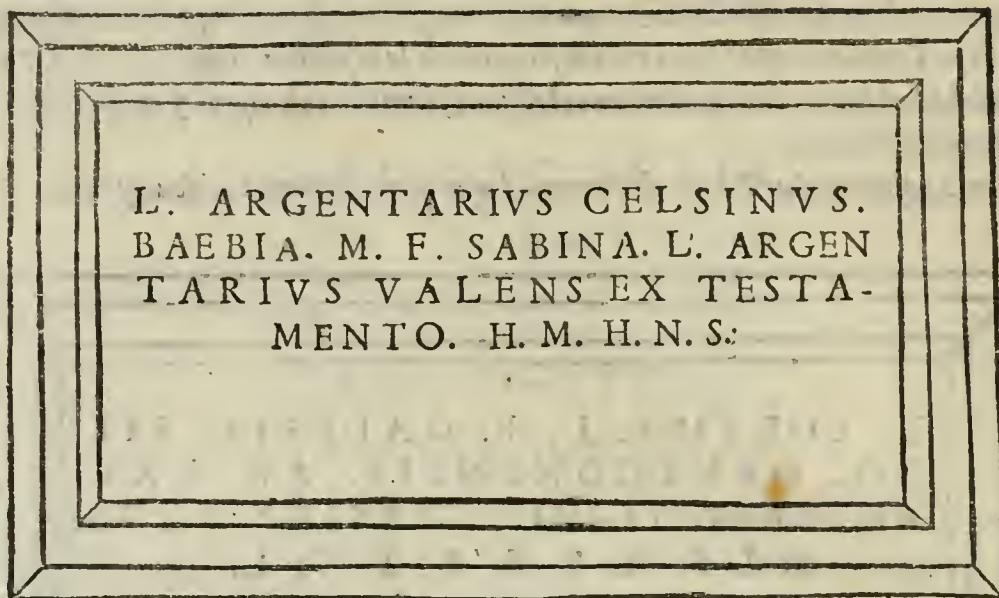 L. ARGENTARIVS CELSINVS.
BAEBIA. M. F. SABINA. L. ARGEN
TARIVS VALENS EX TESTA-
MENTO. H. M. H. N. S.